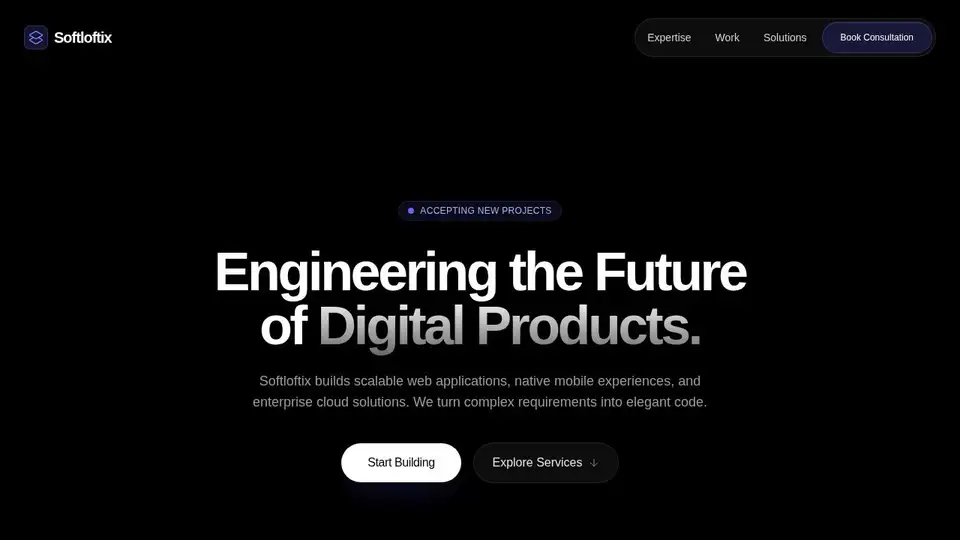 Softloftix
Expertise Work Solutions Book Consultation
ACCEPTING NEW PROJECTS
Engineering the Future
of Digital Products.
Softloftix builds scalable web applications, native mobile experiences, and
enterprise cloud solutions. We turn complex requirements into elegant code.
Start Building Explore Services ↓